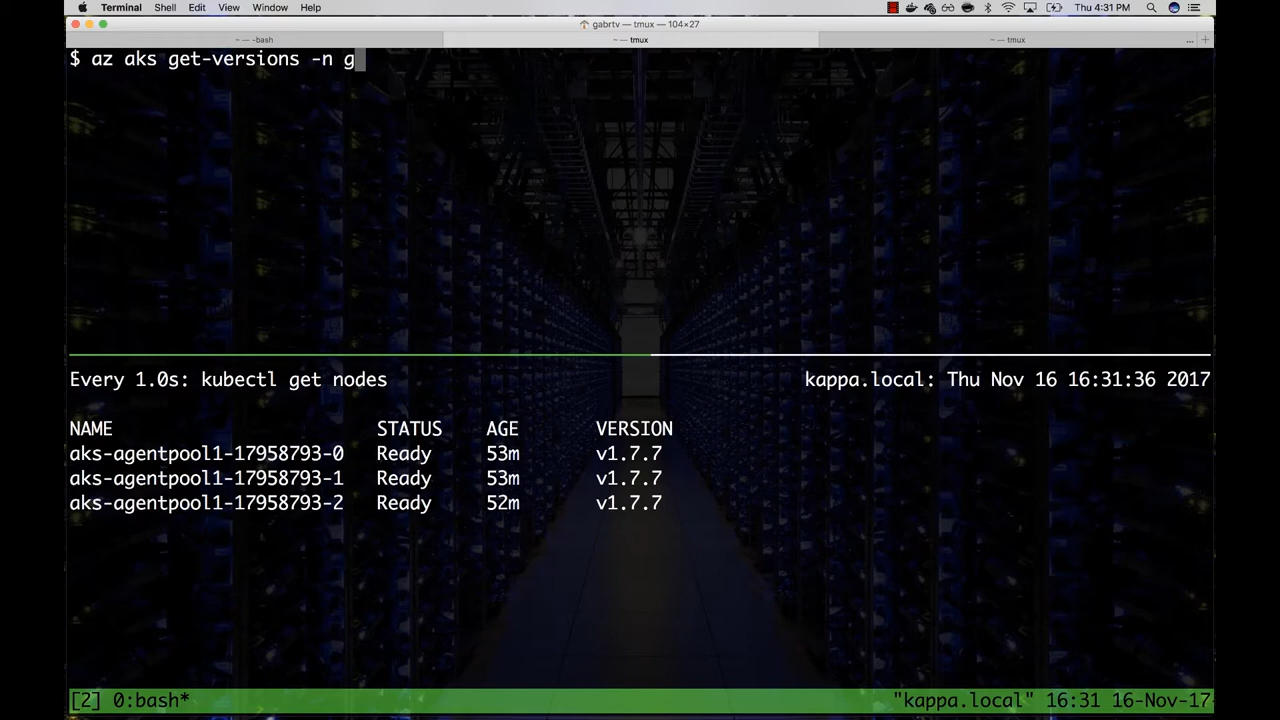 Terminal Shell Edit View Window Help Thu 4:31 PM
gabrtv — tmux — 104×27
~ — -bash ~ — tmux ~ — tmux ... +
$ az aks get-versions -n g
Every 1.0s: kubectl get nodes kappa.local: Thu Nov 16 16:31:36 2017
NAME STATUS AGE VERSION
aks-agentpool1-17958793-0 Ready 53m v1.7.7
aks-agentpool1-17958793-1 Ready 53m v1.7.7
aks-agentpool1-17958793-2 Ready 52m v1.7.7
[2] 0:bash* "kappa.local" 16:31 16-Nov-17